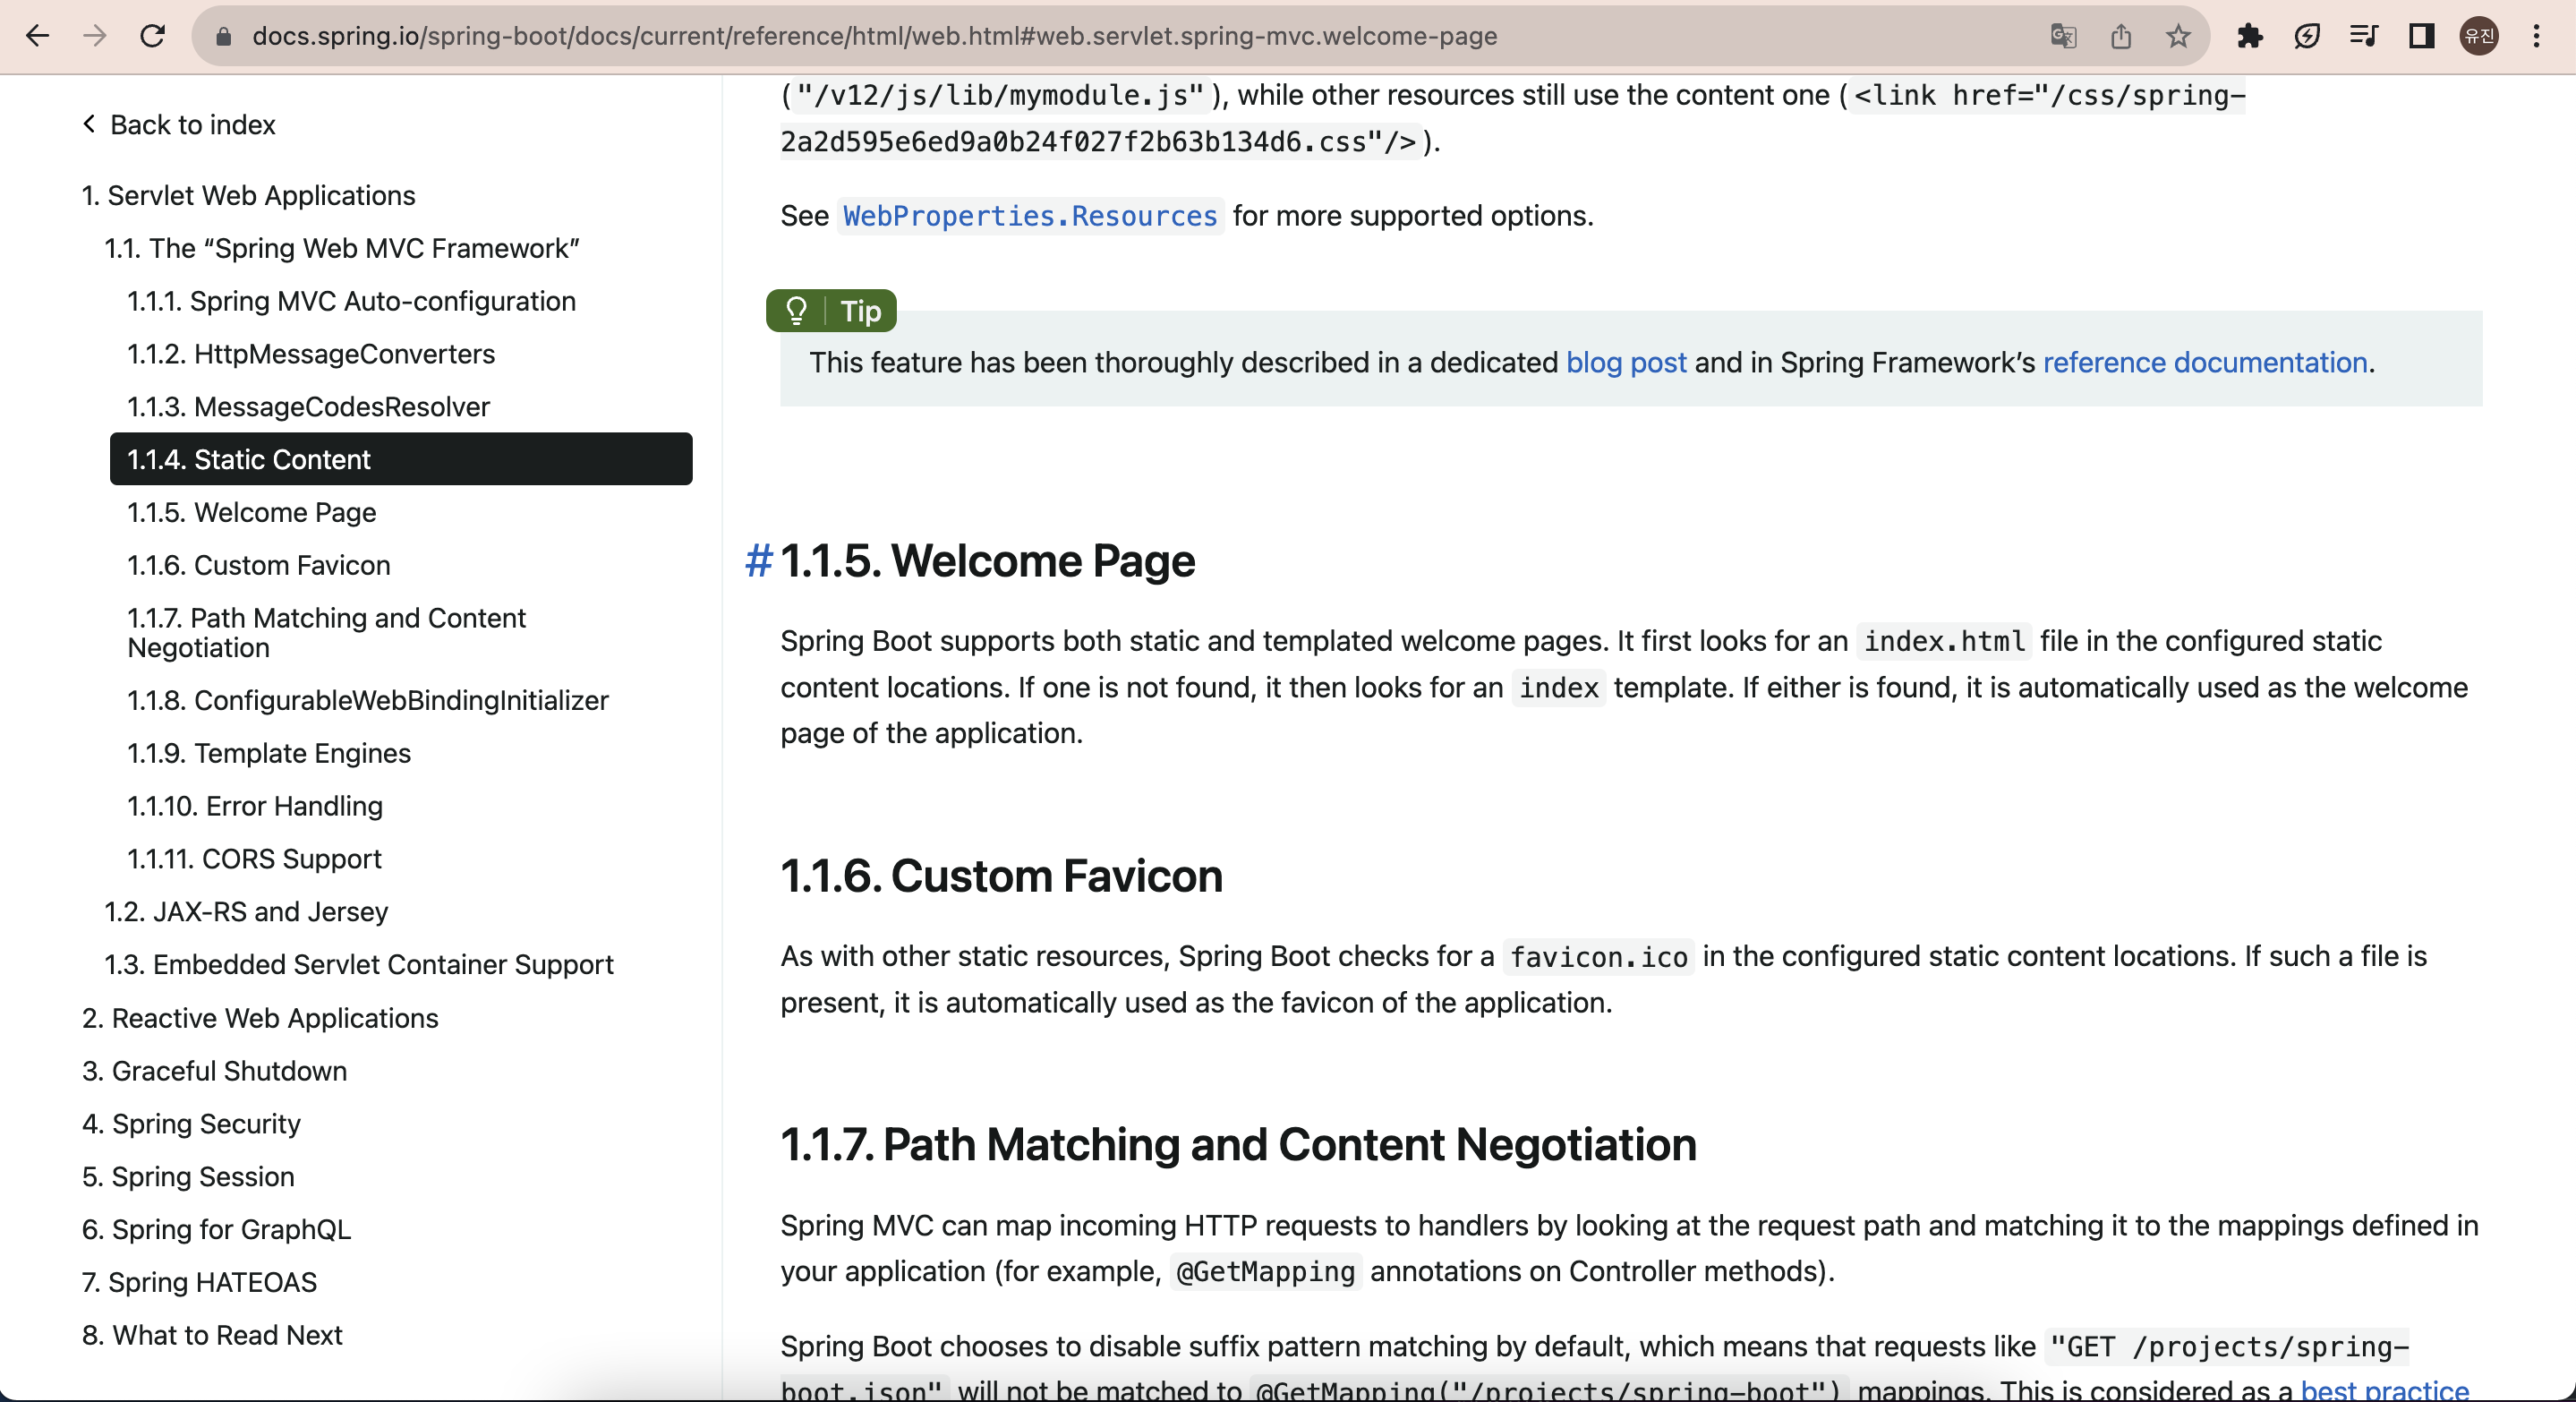 docs.spring.io/spring-boot/docs/current/reference/html/web.html#web.servlet.spring-mvc.welcome-page
유진
Back to index
1. Servlet Web Applications
1.1. The “Spring Web MVC Framework”
1.1.1. Spring MVC Auto-configuration
1.1.2. HttpMessageConverters
1.1.3. MessageCodesResolver
1.1.4. Static Content
1.1.5. Welcome Page
1.1.6. Custom Favicon
1.1.7. Path Matching and Content
Negotiation
1.1.8. ConfigurableWebBindingInitializer
1.1.9. Template Engines
1.1.10. Error Handling
1.1.11. CORS Support
1.2. JAX-RS and Jersey
1.3. Embedded Servlet Container Support
2. Reactive Web Applications
3. Graceful Shutdown
4. Spring Security
5. Spring Session
6. Spring for GraphQL
7. Spring HATEOAS
8. What to Read Next
("/v12/js/lib/mymodule.js"), while other resources still use the content one (<link href="/css/spring-
2a2d595e6ed9a0b24f027f2b63b134d6.css"/>).
See WebProperties.Resources for more supported options.
Tip
This feature has been thoroughly described in a dedicated blog post and in Spring Framework’s reference documentation.
# 1.1.5. Welcome Page
Spring Boot supports both static and templated welcome pages. It first looks for an index.html file in the configured static
content locations. If one is not found, it then looks for an index template. If either is found, it is automatically used as the welcome
page of the application.
1.1.6. Custom Favicon
As with other static resources, Spring Boot checks for a favicon.ico in the configured static content locations. If such a file is
present, it is automatically used as the favicon of the application.
1.1.7. Path Matching and Content Negotiation
Spring MVC can map incoming HTTP requests to handlers by looking at the request path and matching it to the mappings defined in
your application (for example, @GetMapping annotations on Controller methods).
Spring Boot chooses to disable suffix pattern matching by default, which means that requests like "GET /projects/spring-
boot.json" will not be matched to @GetMapping("/projects/spring-boot") mappings. This is considered as a best practice